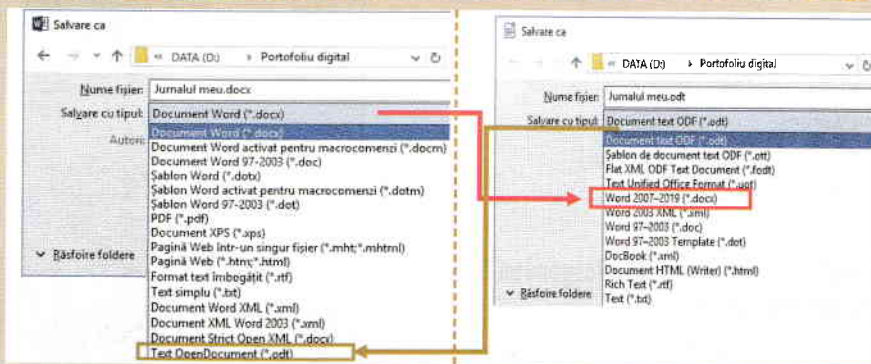 Salvare ca
« DATA (D:) › Portofoliu digital
Nume fișier: Jurnalul meu.docx
Salvare cu tipul: Document Word (*.docx)
Autori:
Document Word (*.docx)
Document Word activat pentru macrocomenzi (*.docm)
Document Word 97-2003 (*.doc)
Șablon Word (*.dotx)
Șablon Word activat pentru macrocomenzi (*.dotm)
Șablon Word 97-2003 (*.dot)
PDF (*.pdf)
Document XPS (*.xps)
Pagină Web într-un singur fișier (*.mht;*.mhtml)
Pagină Web (*.htm;*.html)
Format text îmbogățit (*.rtf)
Text simplu (*.txt)
Document Word XML (*.xml)
Document XML Word 2003 (*.xml)
Document Strict Open XML (*.docx)
Text OpenDocument (*.odt)
Răsfoire foldere
Salvare ca
« DATA (D:) › Portofoliu digital
Nume fișier: Jurnalul meu.odt
Salvare cu tipul: Document text ODF (*.odt)
Document text ODF (*.odt)
Șablon de document text ODF (*.ott)
Flat XML ODF Text Document (*.fodt)
Text Unified Office Format (*.uot)
Word 2007–2019 (*.docx)
Word 2003 XML (*.xml)
Word 97–2003 (*.doc)
Word 97–2003 Template (*.dot)
DocBook (*.xml)
Document HTML (Writer) (*.html)
Rich Text (*.rtf)
Text (*.txt)
Răsfoire foldere